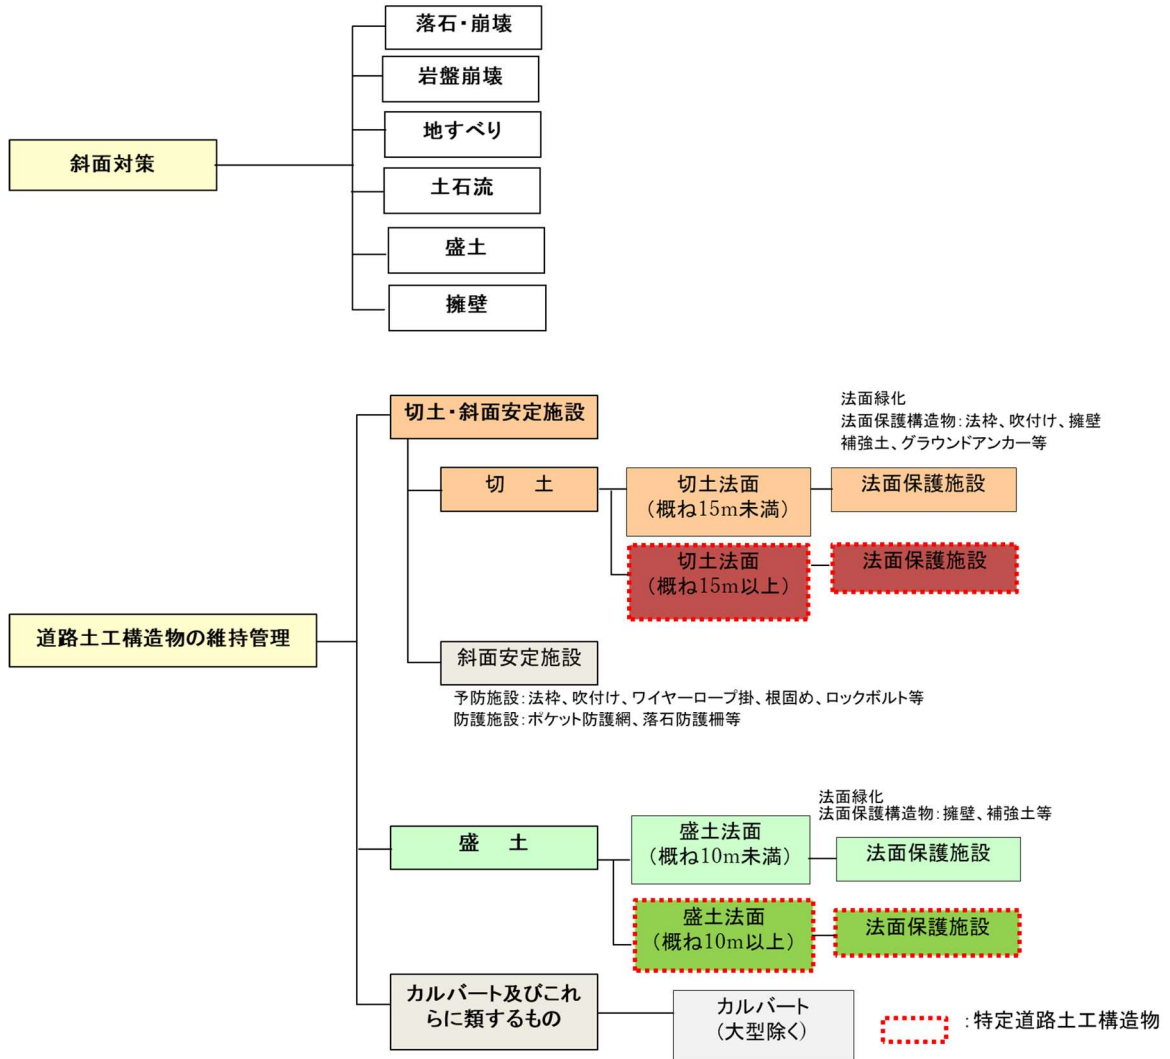 落石・崩壊
岩盤崩壊
地すべり
斜面対策
土石流
盛土
擁壁
切土・斜面安定施設
法面緑化
法面保護構造物：法枠、吹付け、擁壁
補強土、グラウンドアンカー等
切　土
切土法面
（概ね15m未満）
法面保護施設
切土法面
（概ね15m以上）
法面保護施設
道路土工構造物の維持管理
斜面安定施設
予防施設：法枠、吹付け、ワイヤーロープ掛、根固め、ロックボルト等
防護施設：ポケット防護網、落石防護柵等
法面緑化
法面保護構造物：擁壁、補強土等
盛　土
盛土法面
（概ね10m未満）
法面保護施設
盛土法面
（概ね10m以上）
法面保護施設
カルバート及びこれ
らに類するもの
カルバート
（大型除く）
：特定道路土工構造物